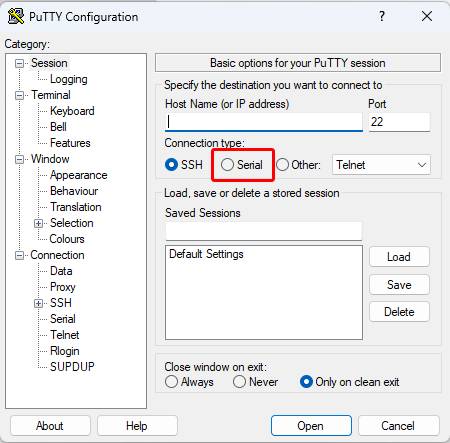 PuTTY Configuration
?
Category:
Session
Logging
Terminal
Keyboard
Bell
Features
Window
Appearance
Behaviour
Translation
Selection
Colours
Connection
Data
Proxy
SSH
Serial
Telnet
Rlogin
SUPDUP
Basic options for your PuTTY session
Specify the destination you want to connect to
Host Name (or IP address) Port
22
Connection type:
SSH Serial Other: Telnet
Load, save or delete a stored session
Saved Sessions
Default Settings
Load
Save
Delete
Close window on exit:
Always Never Only on clean exit
About Help Open Cancel